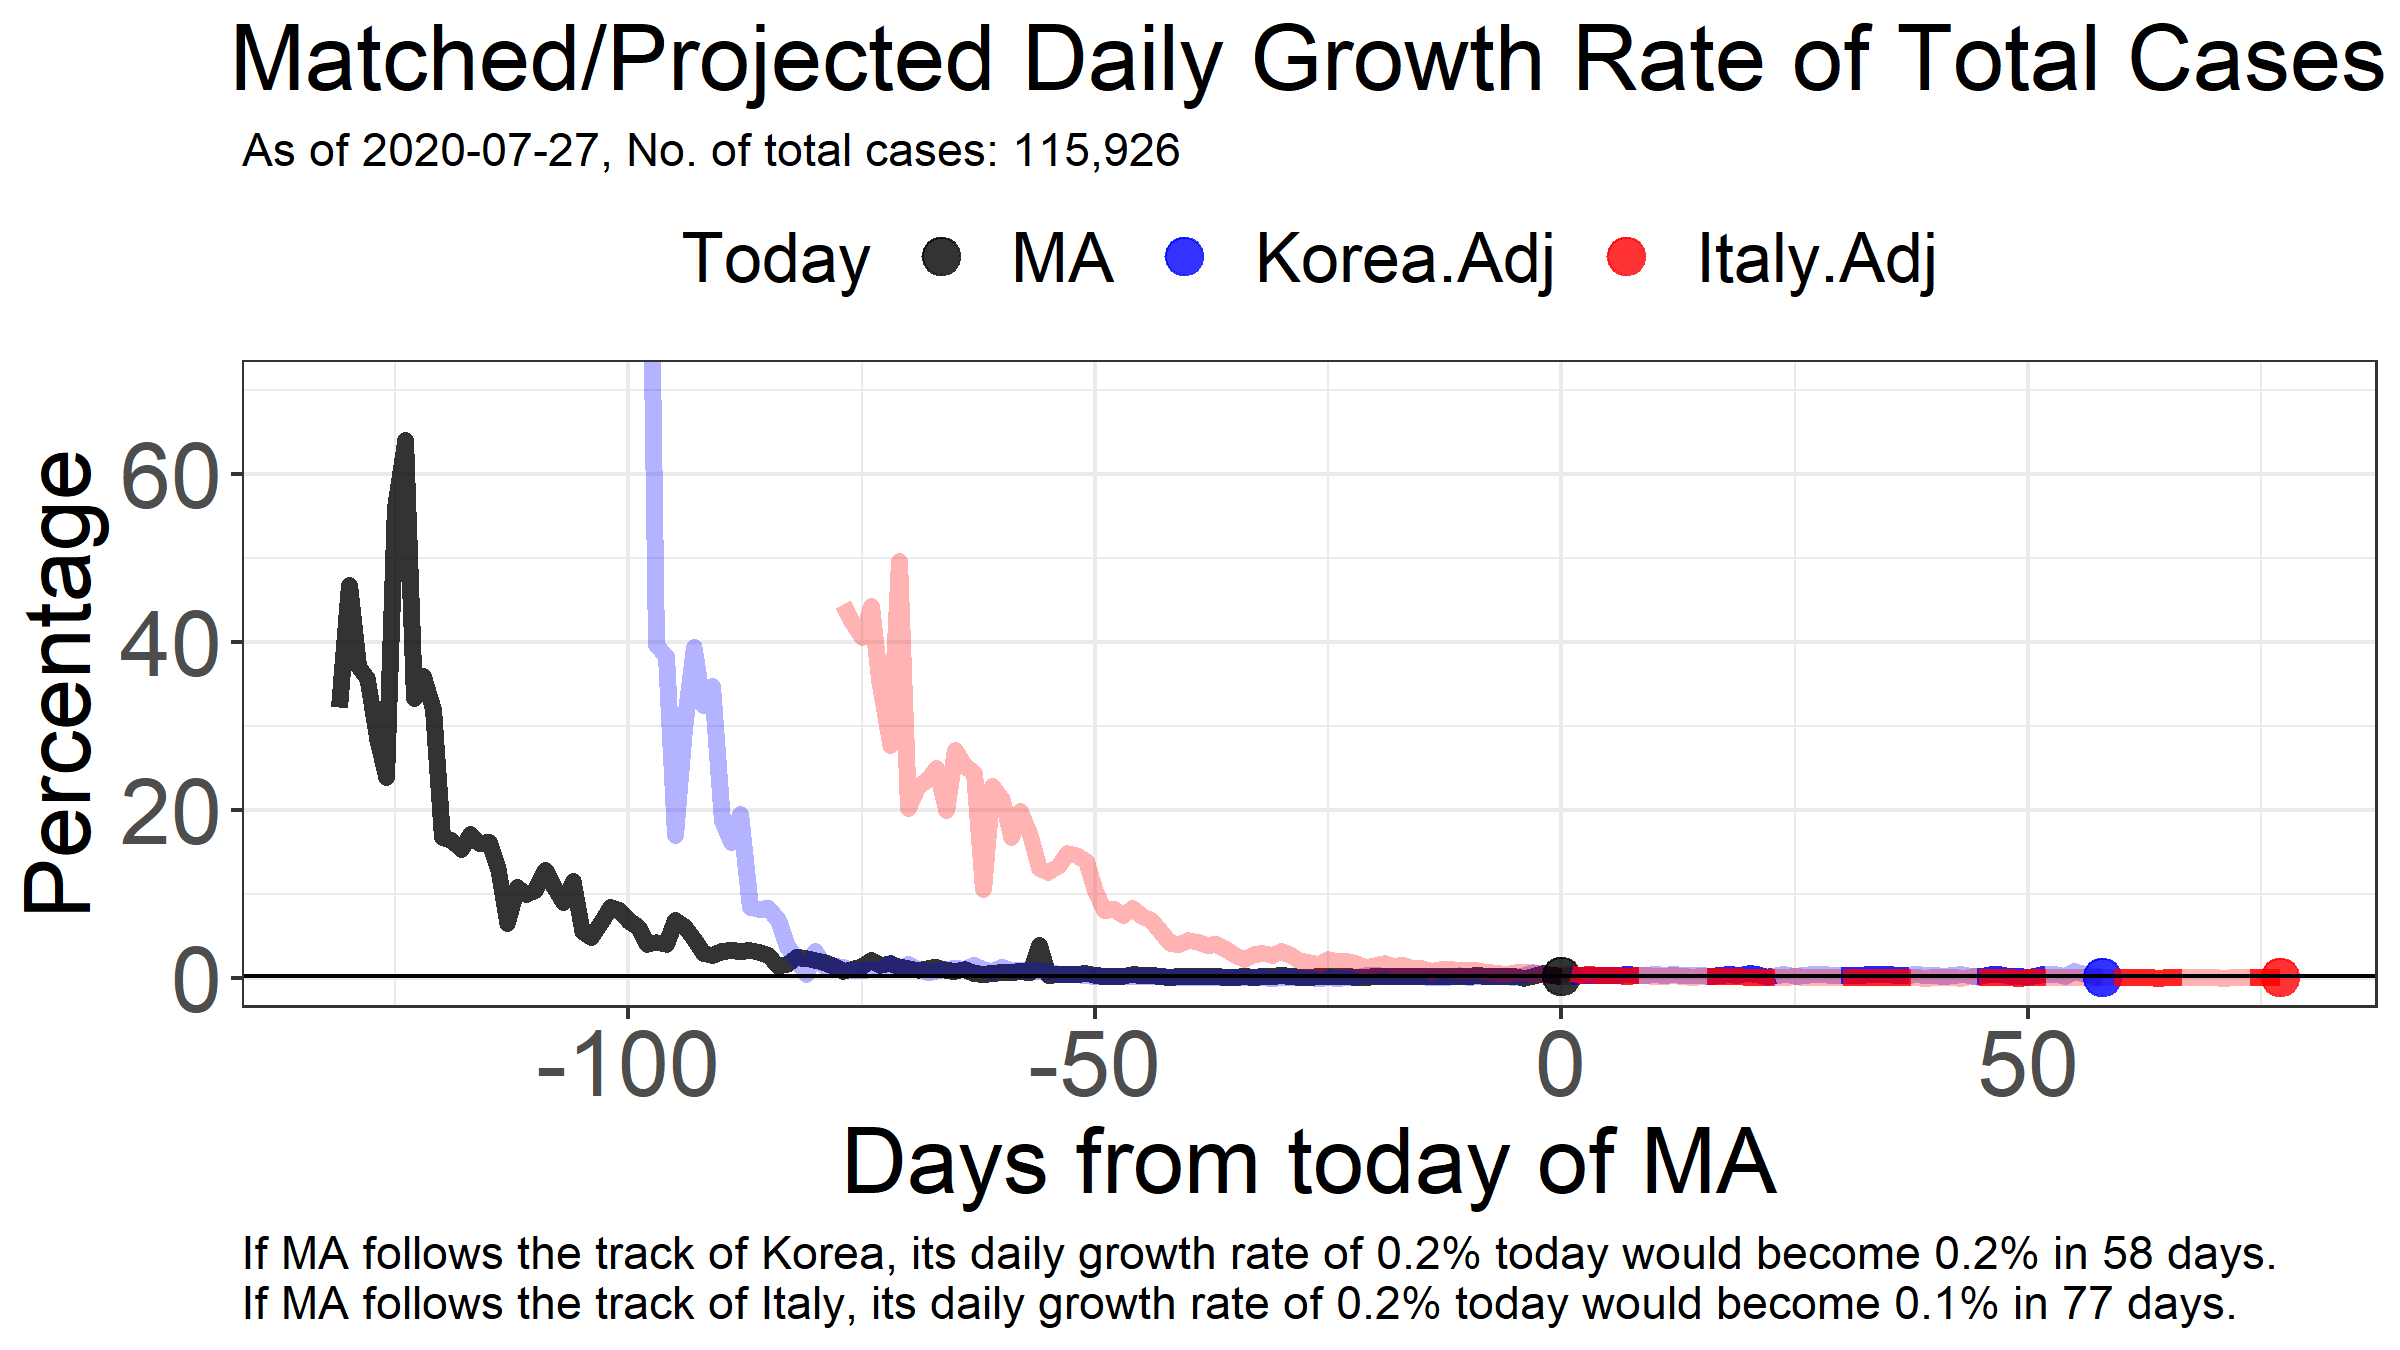 Matched/Projected Daily Growth Rate of Total Cases
As of 2020-07-27, No. of total cases: 115,926
Today MA Korea.Adj Italy.Adj
Percentage
60
40
20
0
-100 -50 0 50
Days from today of MA
If MA follows the track of Korea, its daily growth rate of 0.2% today would become 0.2% in 58 days.
If MA follows the track of Italy, its daily growth rate of 0.2% today would become 0.1% in 77 days.